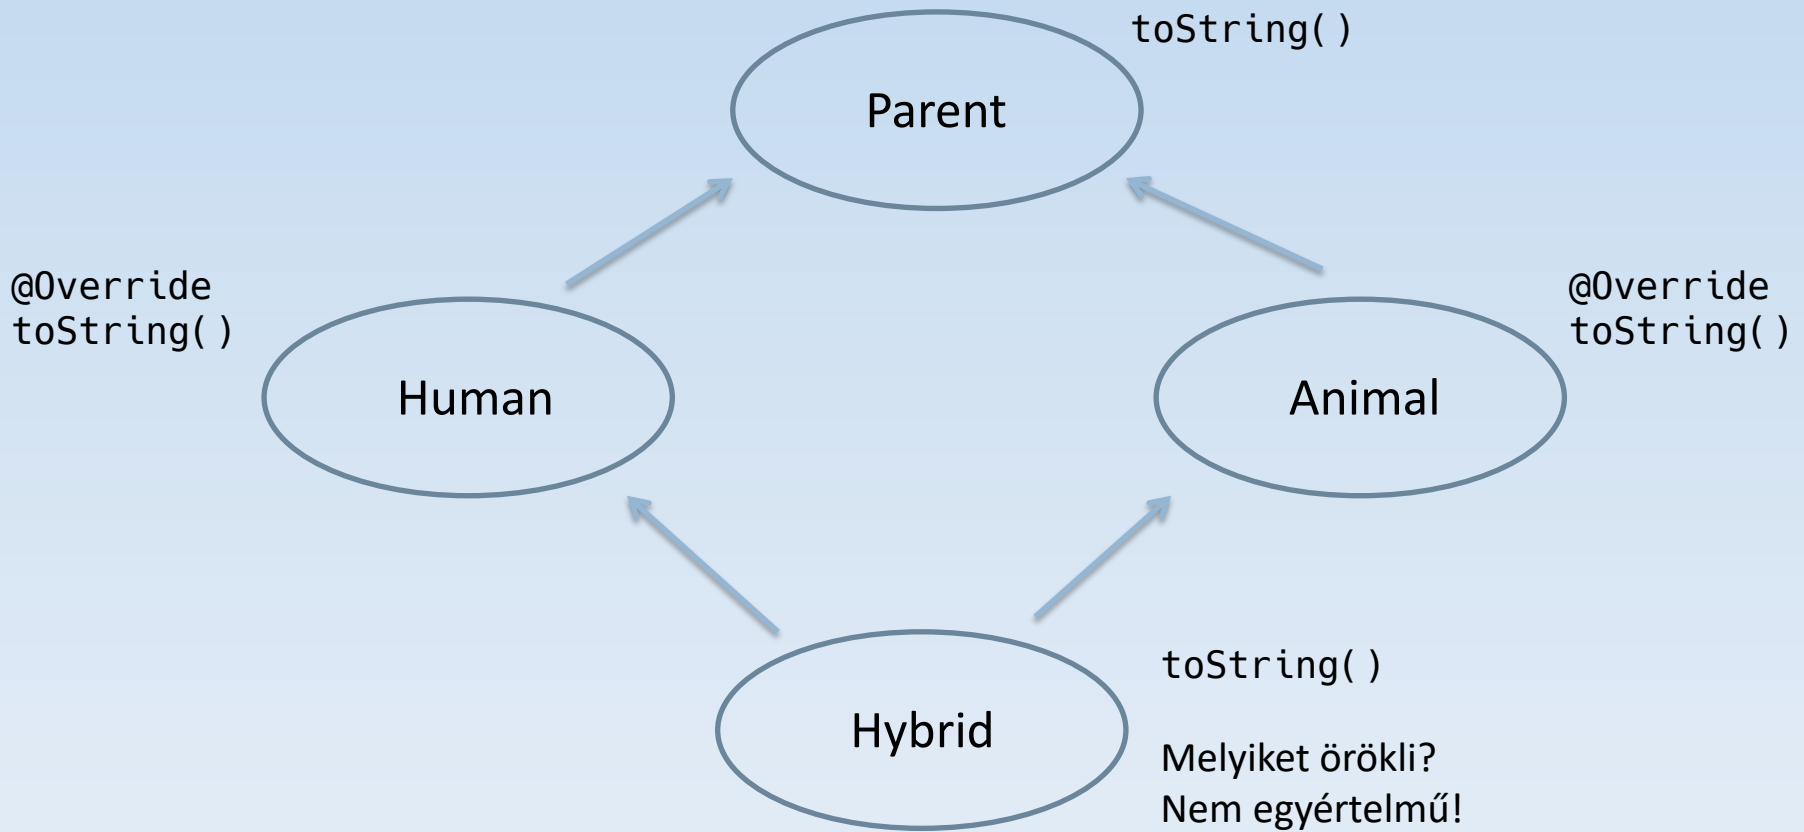 toString()
Parent
@Override
toString()
@Override
toString()
Human
Animal
toString()
Hybrid
Melyiket örökli?
Nem egyértelmű!